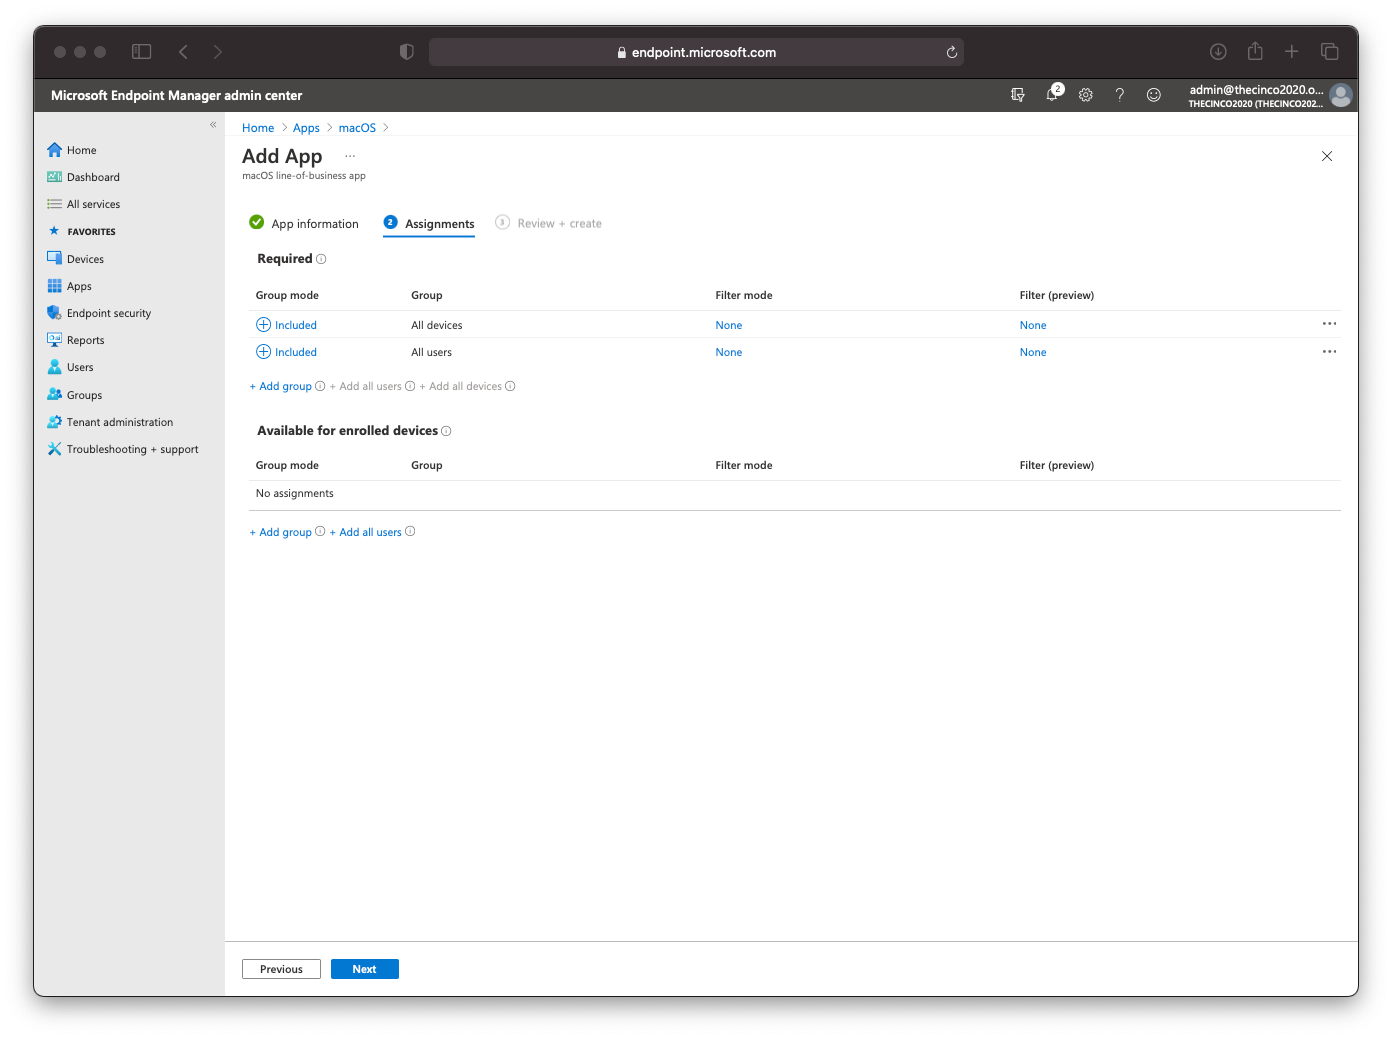 endpoint.microsoft.com
Microsoft Endpoint Manager admin center
2
admin@thecinco2020.o...
THECINCO2020 (THECINCO202...
«
Home
Dashboard
All services
FAVORITES
Devices
Apps
Endpoint security
Reports
Users
Groups
Tenant administration
Troubleshooting + support
Home > Apps > macOS >
Add App ...
macOS line-of-business app
App information 2 Assignments 3 Review + create
Required
Group mode Group Filter mode Filter (preview)
Included All devices None None ...
Included All users None None ...
+ Add group + Add all users + Add all devices
Available for enrolled devices
Group mode Group Filter mode Filter (preview)
No assignments
+ Add group + Add all users
Previous Next